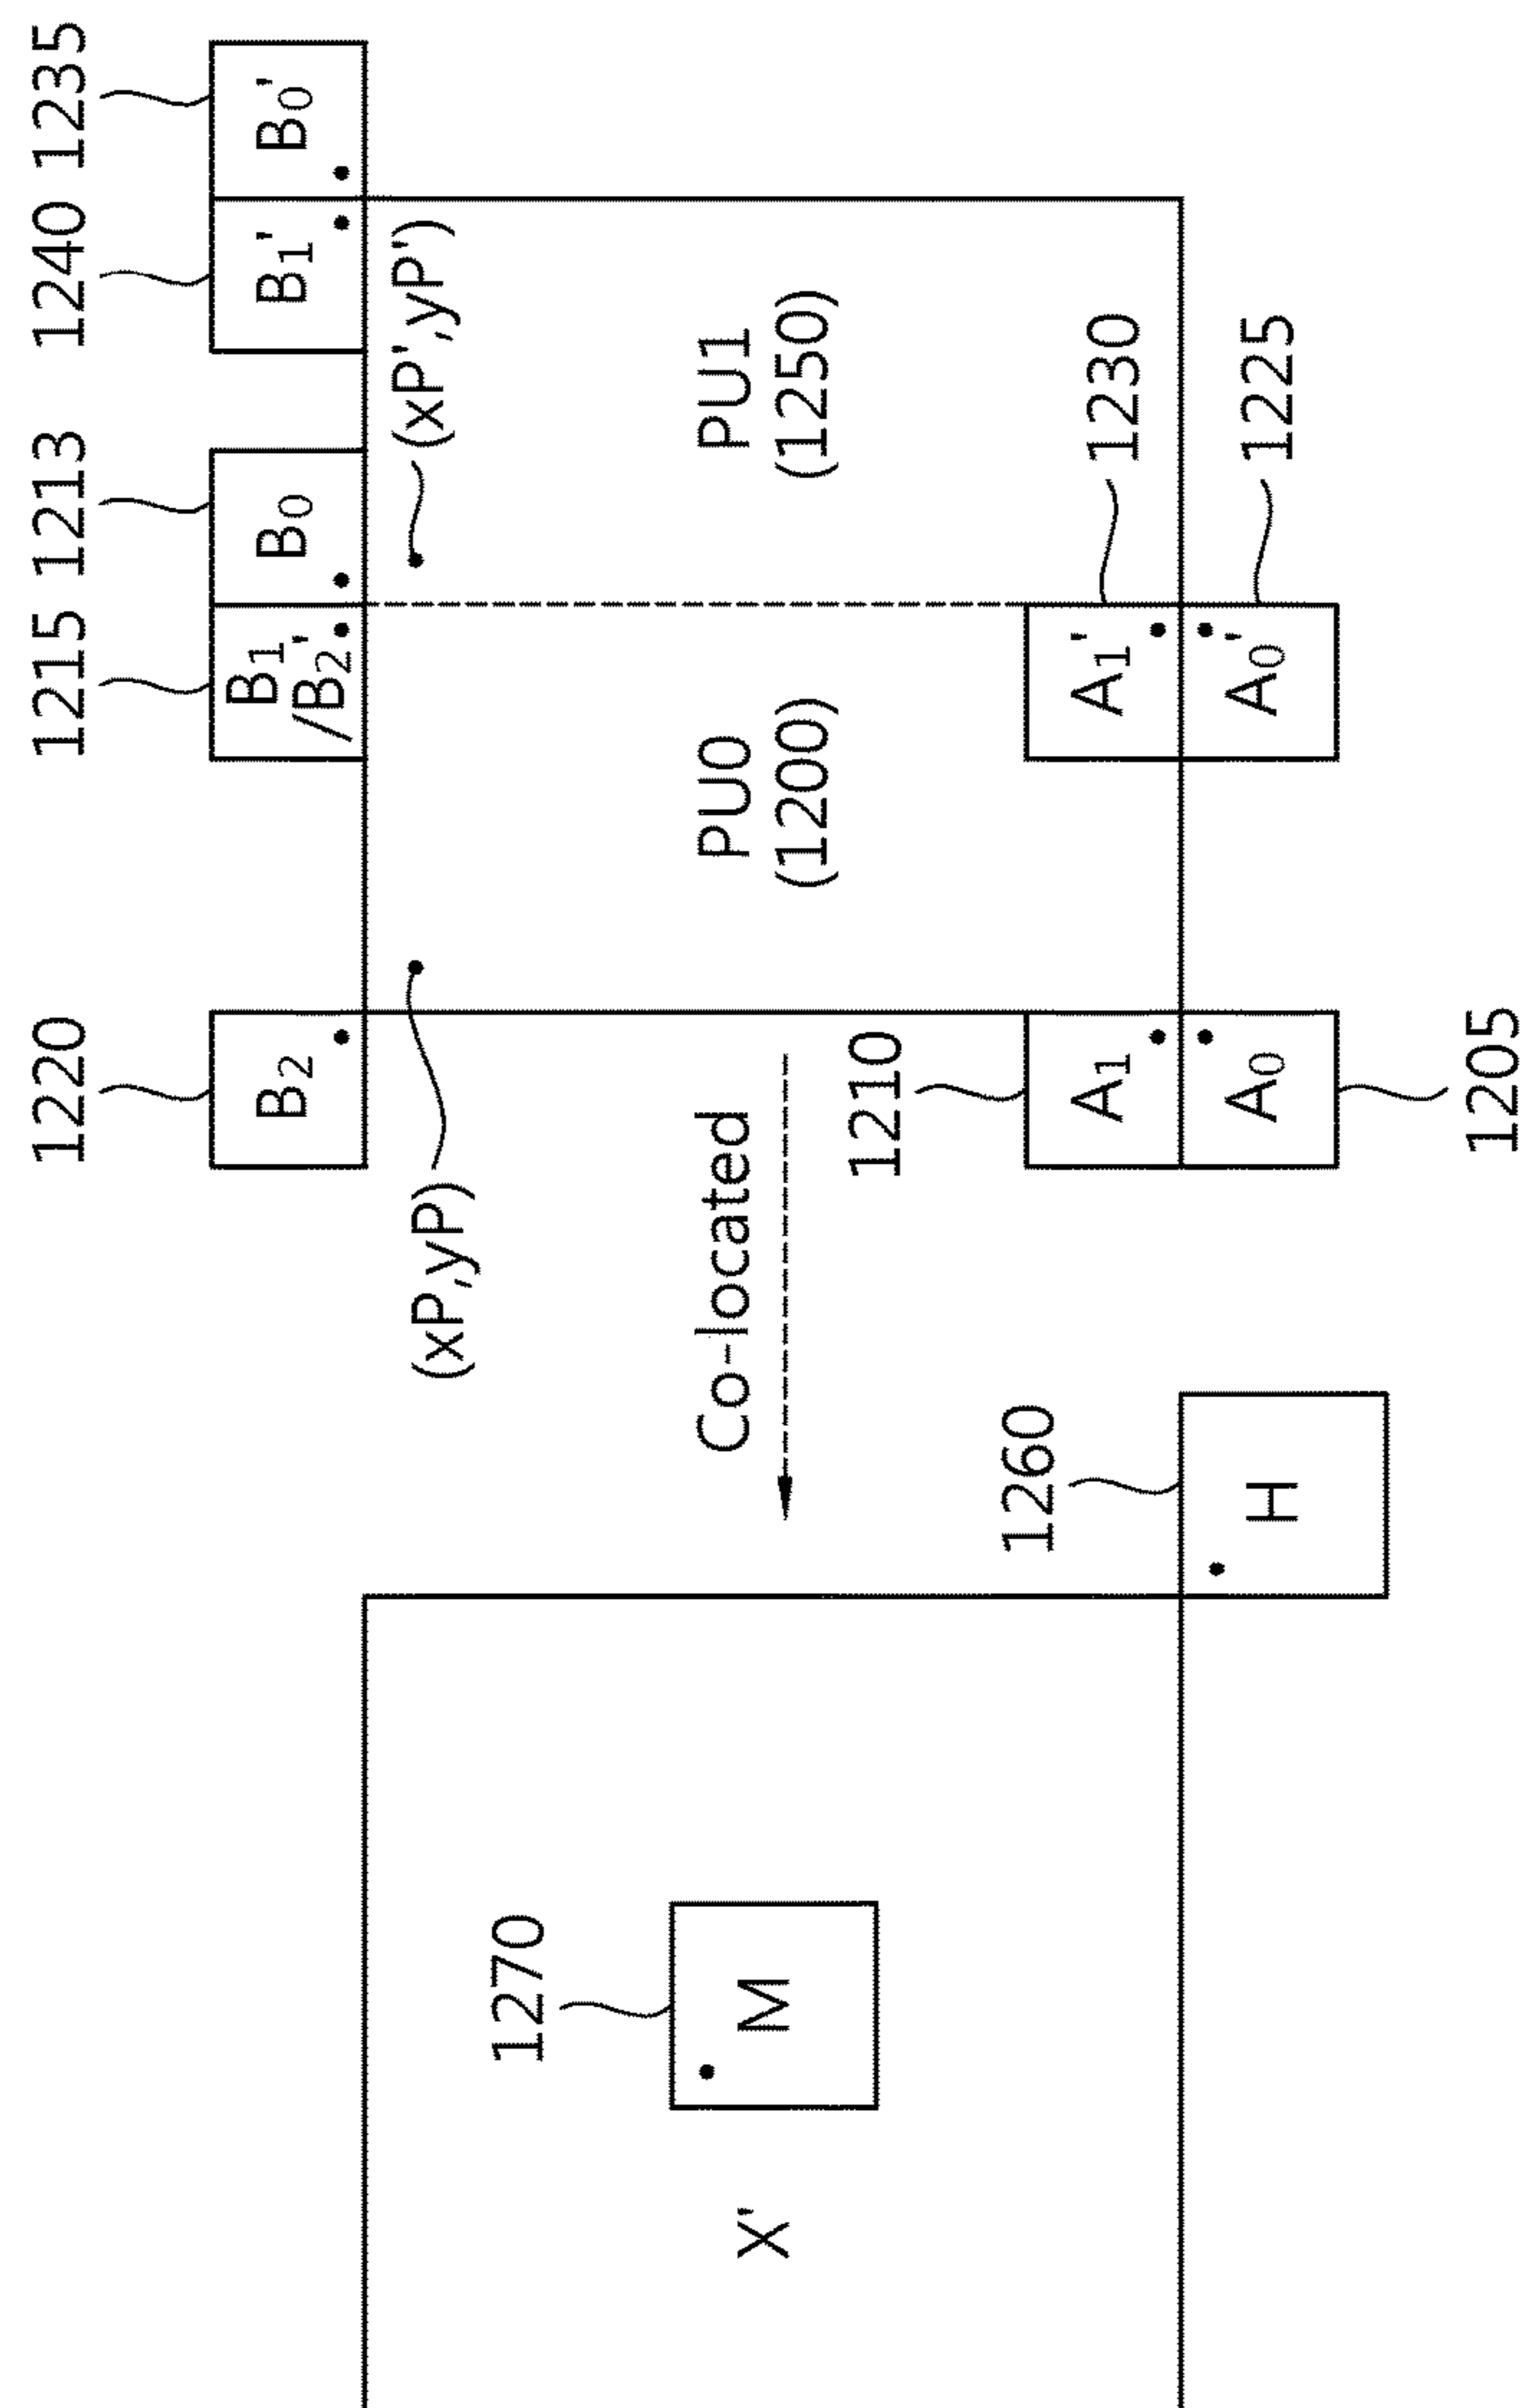 1220
1215
1213
1240
1235
B2
B1
/B2'
B0
B1'
B0'
(xP,yP)
(xP',yP')
X'
1270
M
Co-located
PU0
(1200)
PU1
(1250)
1210
1260
A1
A1'
1230
H
A0
A0'
1225
1205